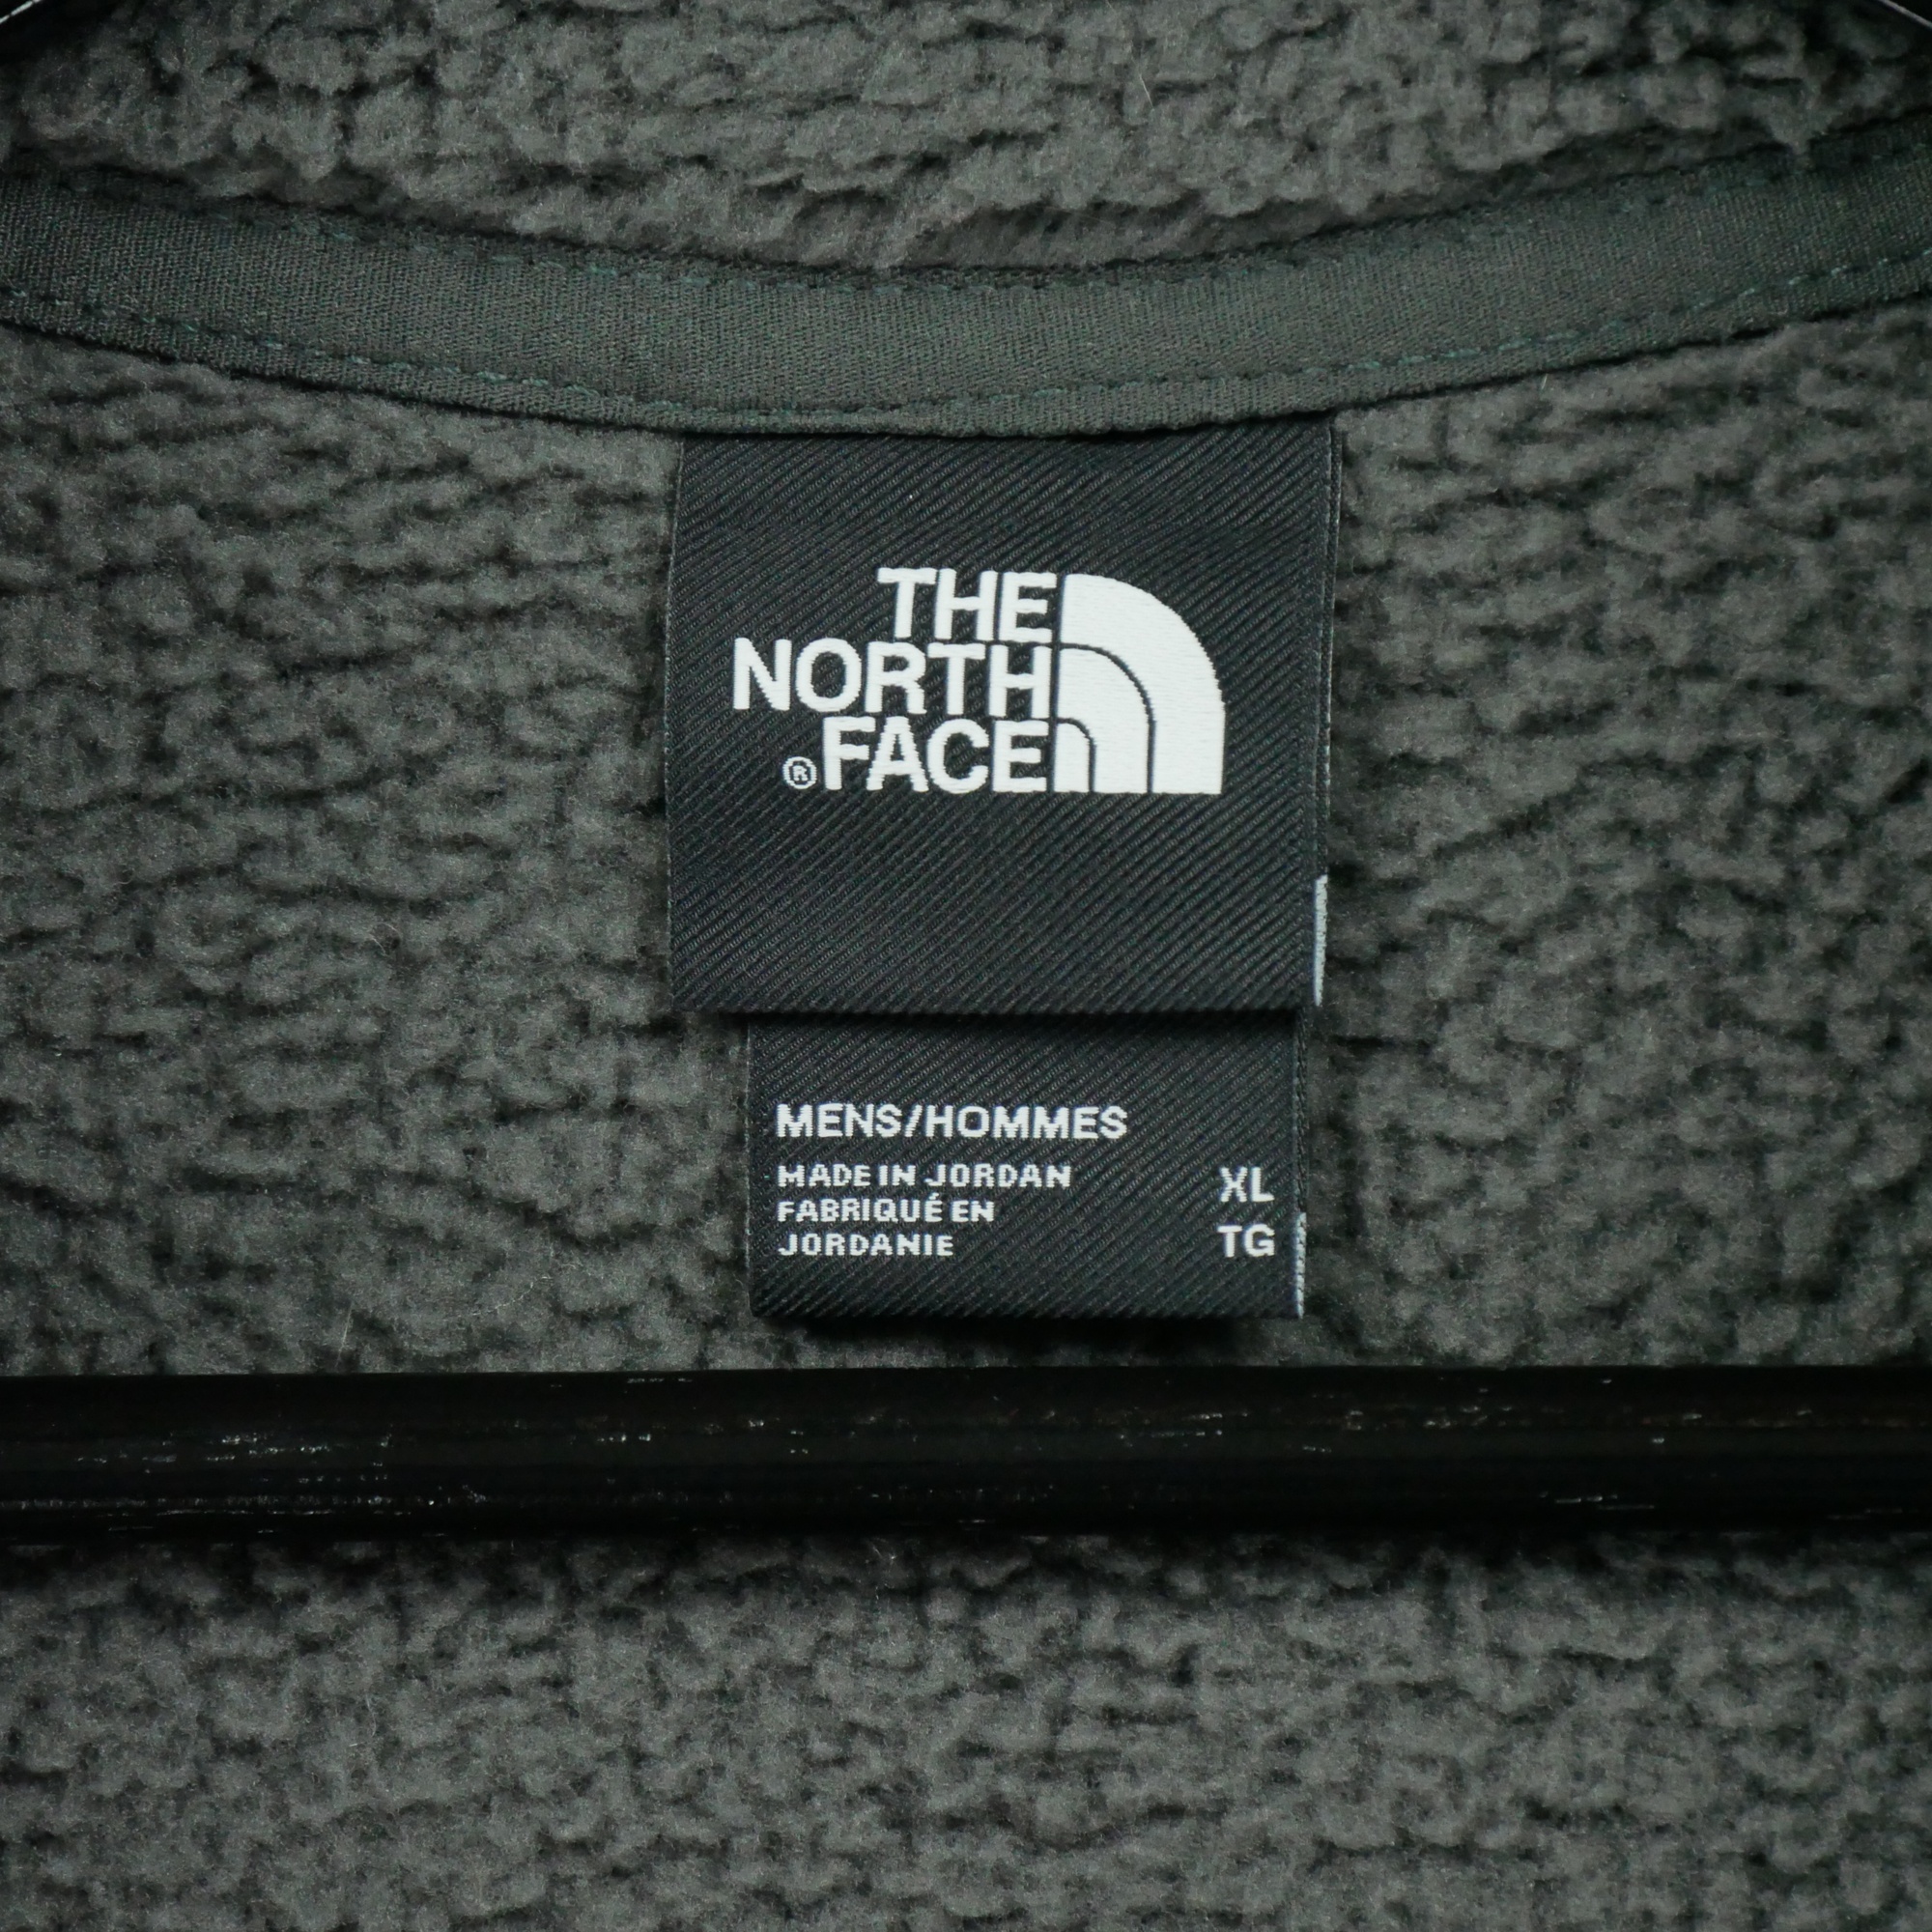 THE
NORTH
®FACE
MENS/HOMMES
MADE IN JORDAN
FABRIQUÉ EN
JORDANIE
XL
TG